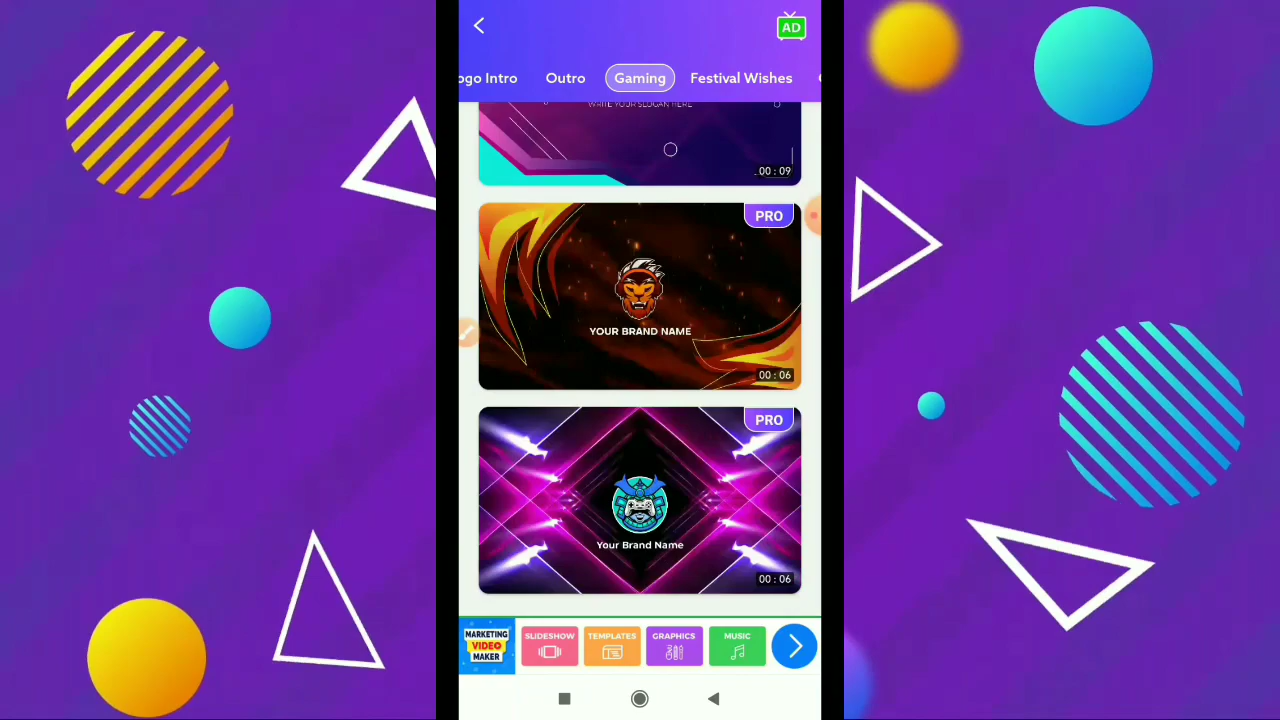 AD
ogo Intro Outro Gaming Festival Wishes
WRITE YOUR SLOGAN HERE
00 : 09
PRO
YOUR BRAND NAME
00 : 06
PRO
Your Brand Name
00 : 06
MARKETING
VIDEO
MAKER
SLIDESHOW TEMPLATES GRAPHICS MUSIC